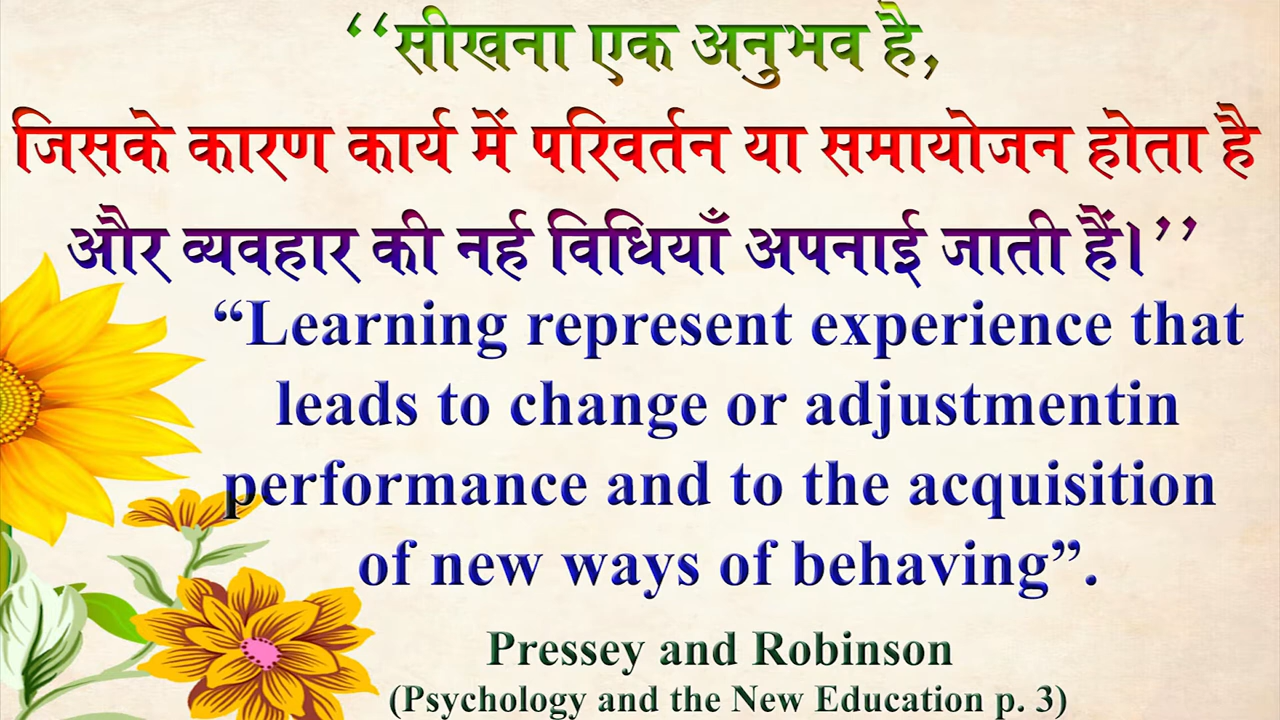 ‘‘सीखना एक अनुभव है,
जिसके कारण कार्य में परिवर्तन या समायोजन होता है
और व्यवहार की नर्ह विधियाँ अपनाई जाती हैं।’’
“Learning represent experience that
leads to change or adjustmentin
performance and to the acquisition
of new ways of behaving”.
Pressey and Robinson
(Psychology and the New Education p. 3)